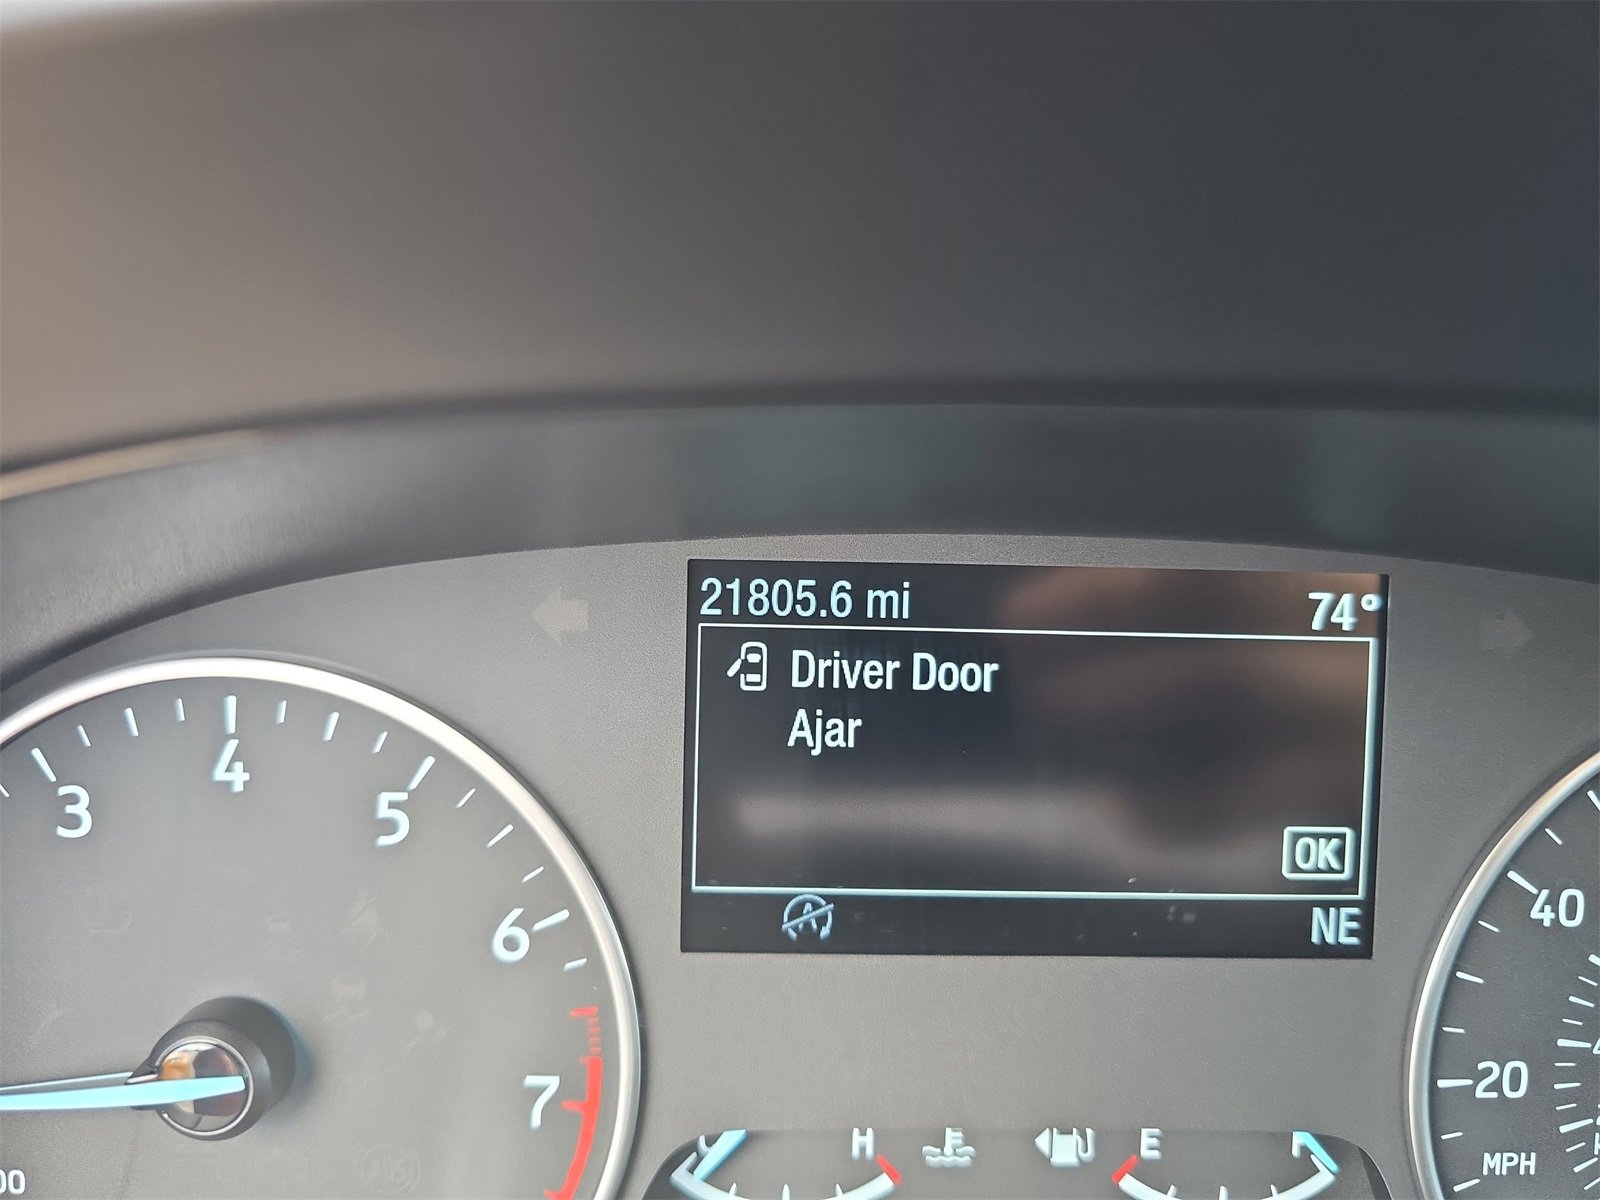 21805.6 mi
74°
Driver Door
Ajar
OK
NE
3
4
5
6
7
40
20
MPH
H
E